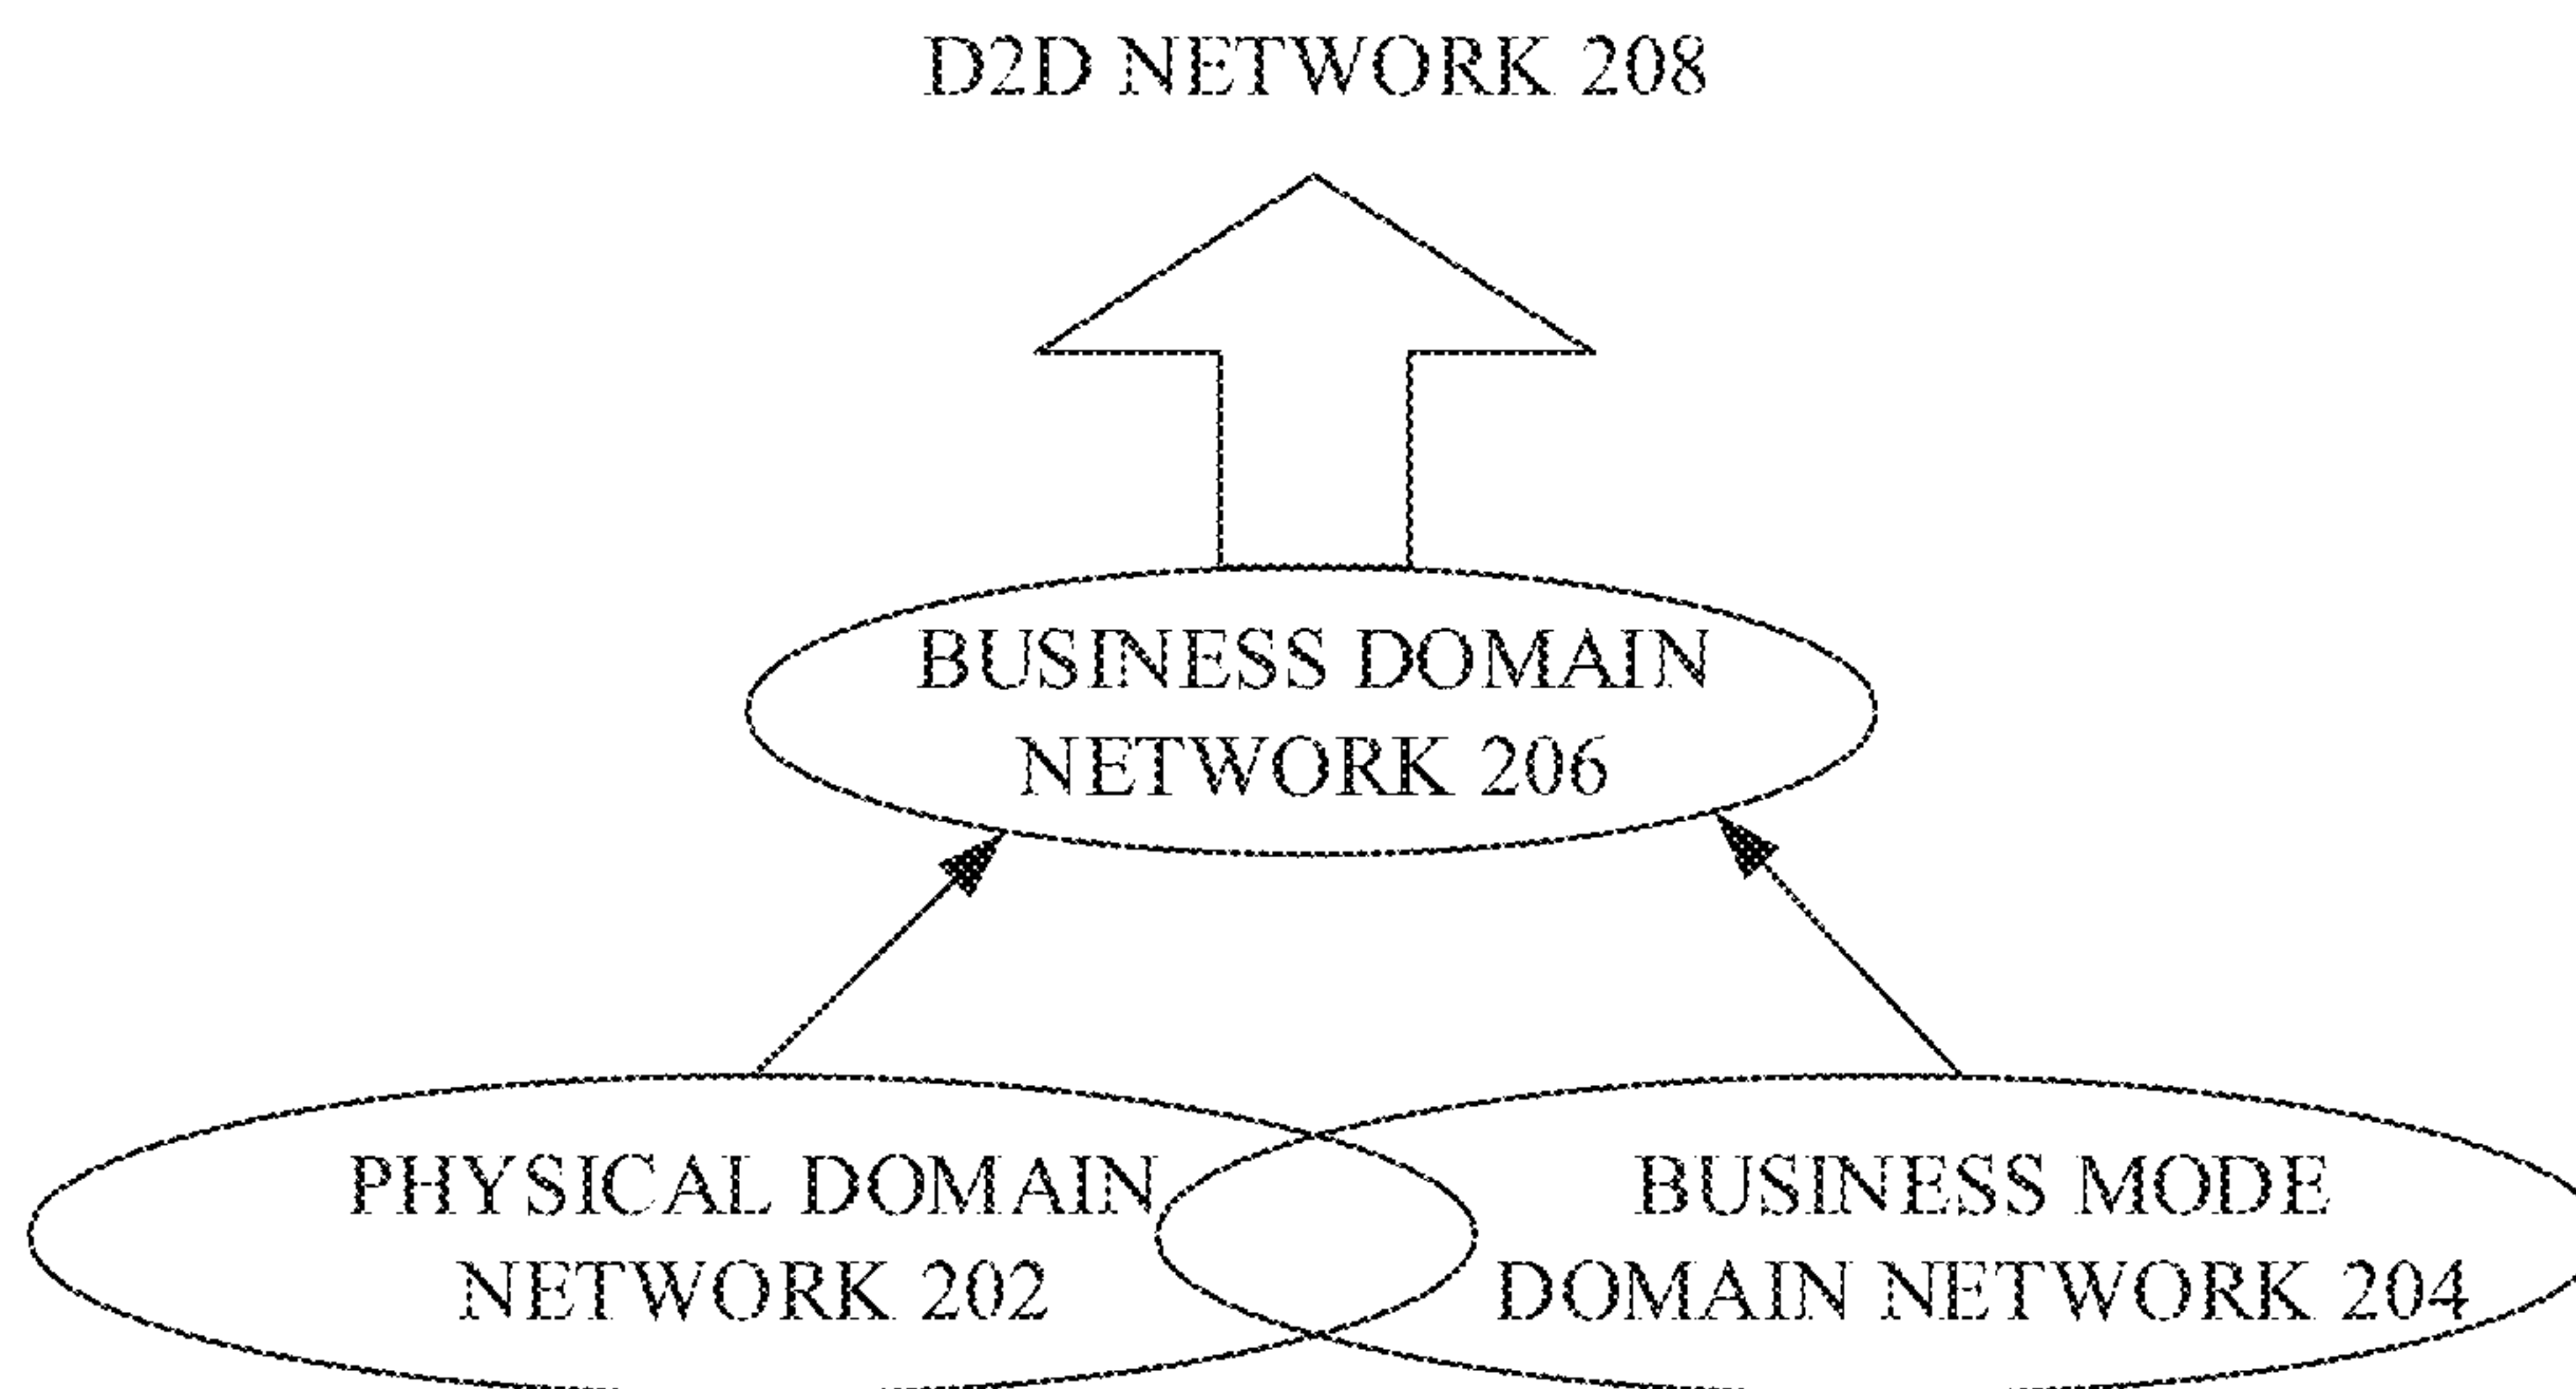 D2D NETWORK 208
BUSINESS DOMAIN
NETWORK 206
PHYSICAL DOMAIN
NETWORK 202
BUSINESS MODE
DOMAIN NETWORK 204